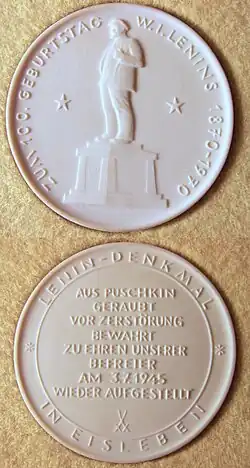 ZUM 100. GEBURTSTAG W.I. LENINS 1870-1970
LENIN-DENKMAL
AUS PUSCHKIN
GERAUBT
VOR ZERSTÖRUNG
BEWAHRT
ZU EHREN UNSERER
BEFREIER
AM 3.7.1945
WIEDER AUFGESTELLT
IN EISLEBEN